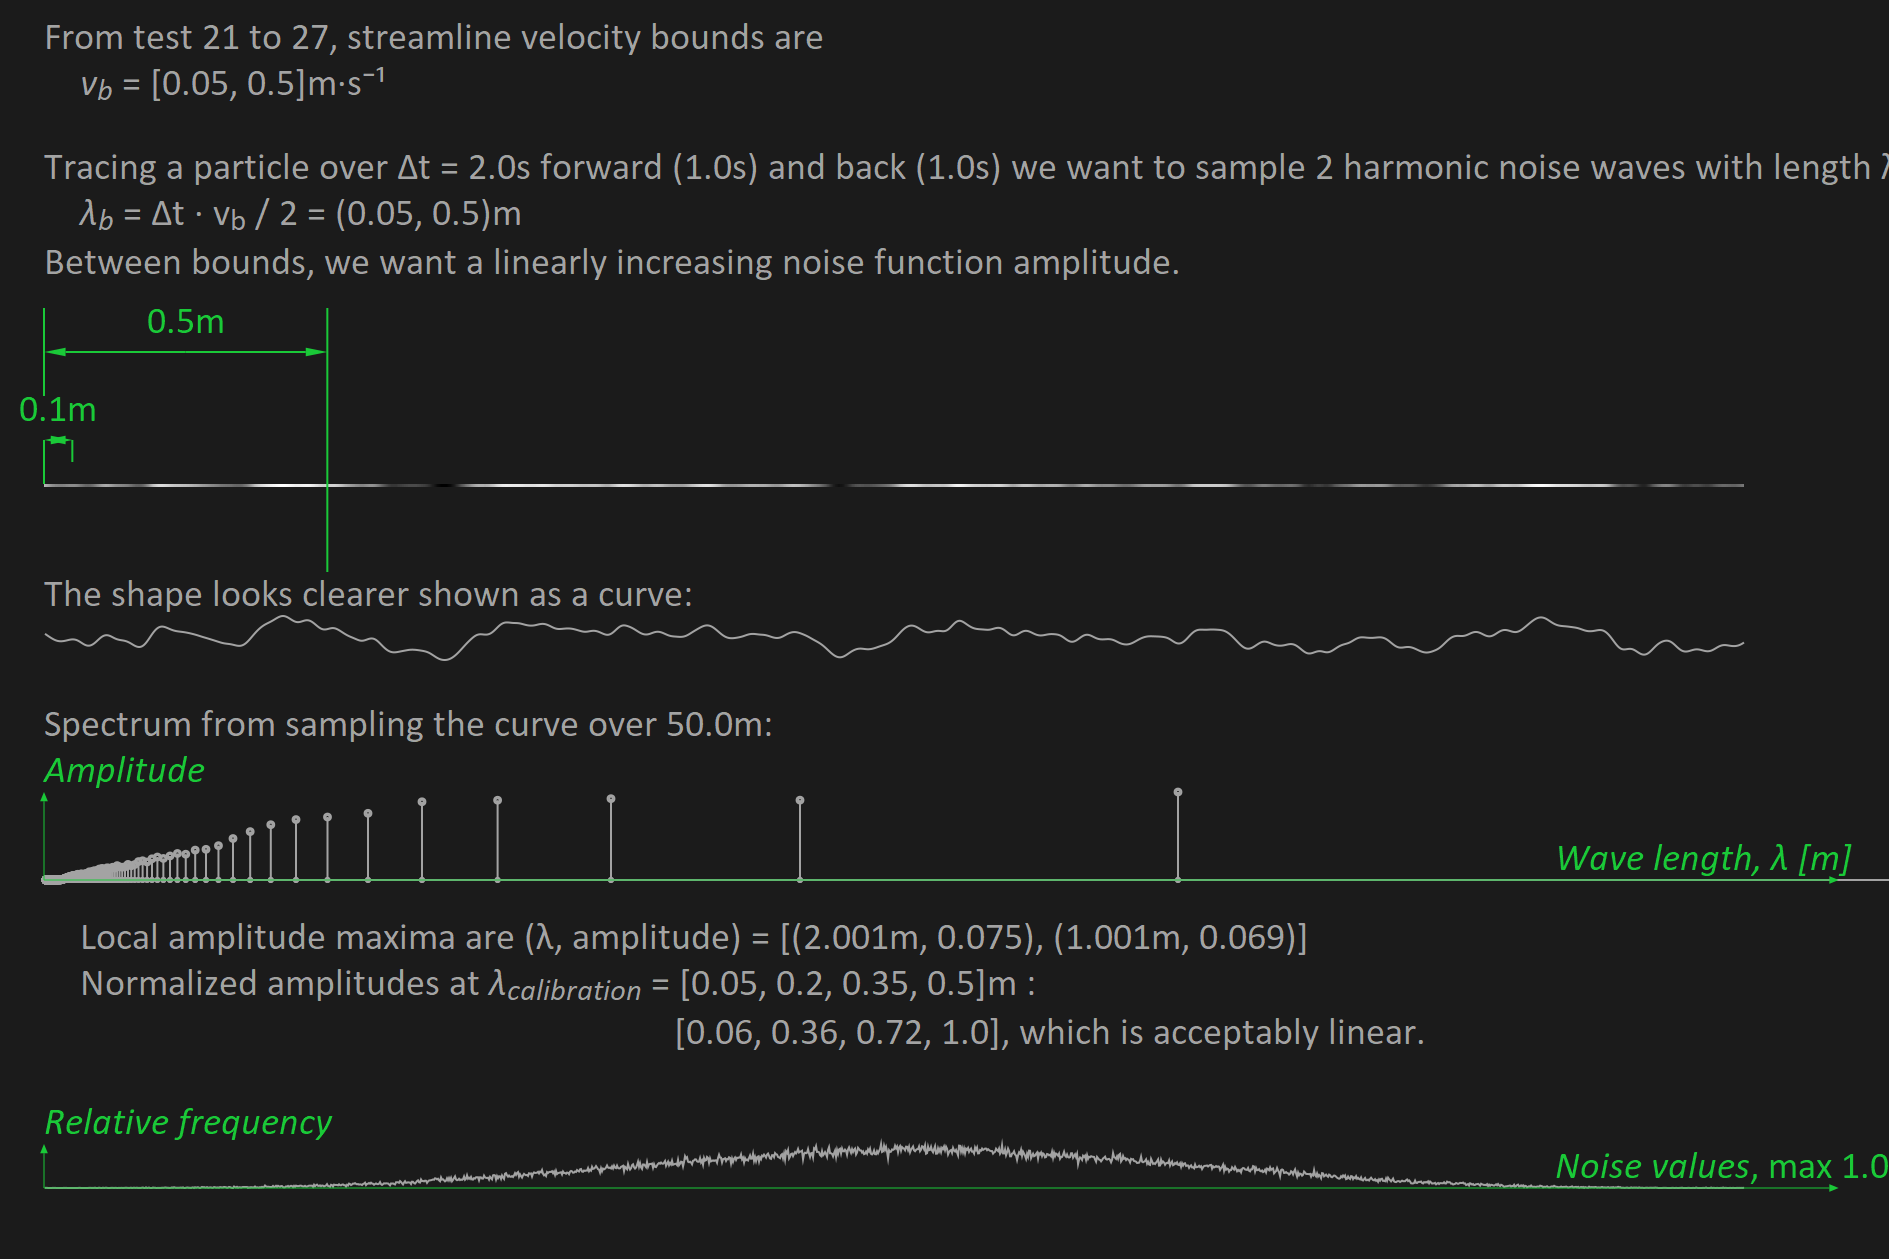 From test 21 to 27, streamline velocity bounds are
v_b = [0.05, 0.5]m·s⁻¹
Tracing a particle over Δt = 2.0s forward (1.0s) and back (1.0s) we want to sample 2 harmonic noise waves with length λ
λ_b = Δt · v_b / 2 = (0.05, 0.5)m
Between bounds, we want a linearly increasing noise function amplitude.
0.5m
0.1m
The shape looks clearer shown as a curve:
Spectrum from sampling the curve over 50.0m:
Amplitude
Wave length, λ [m]
Local amplitude maxima are (λ, amplitude) = [(2.001m, 0.075), (1.001m, 0.069)]
Normalized amplitudes at λ_calibration = [0.05, 0.2, 0.35, 0.5]m :
[0.06, 0.36, 0.72, 1.0], which is acceptably linear.
Relative frequency
Noise values, max 1.0